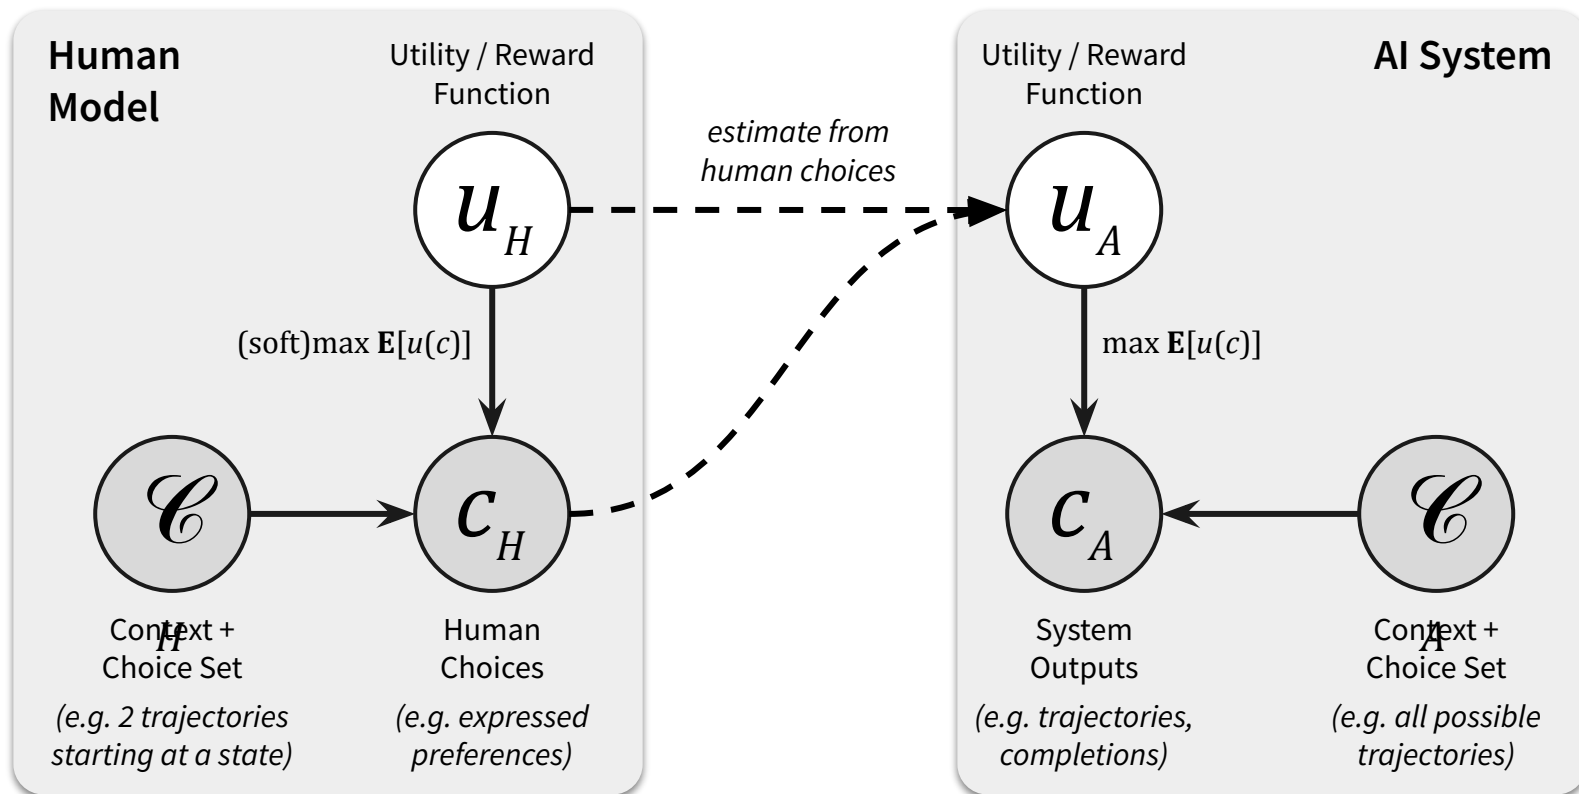 Human
Model
Utility / Reward
Function
u_H
(soft)max E[u(c)]
𝒞
H
Context +
Choice Set
(e.g. 2 trajectories
starting at a state)
c_H
Human
Choices
(e.g. expressed
preferences)
estimate from
human choices
AI System
Utility / Reward
Function
u_A
max E[u(c)]
c_A
System
Outputs
(e.g. trajectories,
completions)
𝒞
A
Context +
Choice Set
(e.g. all possible
trajectories)